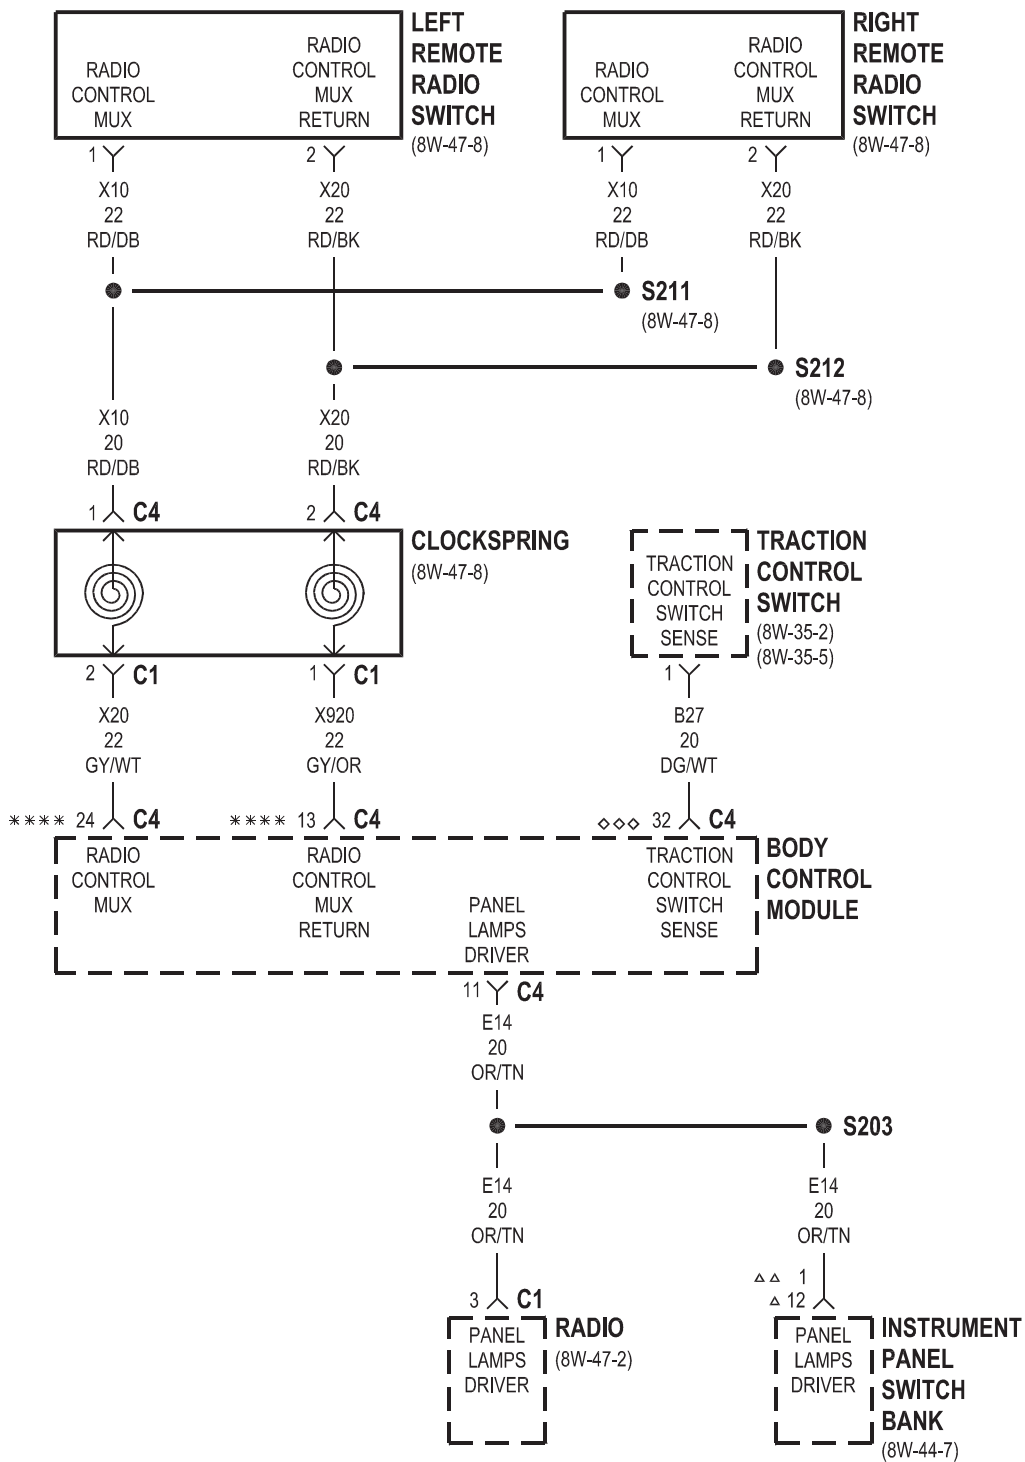 RADIO
CONTROL
MUX
RADIO
CONTROL
MUX
RETURN
LEFT
REMOTE
RADIO
SWITCH
(8W-47-8)
RADIO
CONTROL
MUX
RADIO
CONTROL
MUX
RETURN
RIGHT
REMOTE
RADIO
SWITCH
(8W-47-8)
1
X10
22
RD/DB
2
X20
22
RD/BK
1
X10
22
RD/DB
2
X20
22
RD/BK
S211
(8W-47-8)
S212
(8W-47-8)
X10
20
RD/DB
1 C4
X20
20
RD/BK
2 C4
CLOCKSPRING
(8W-47-8)
TRACTION
CONTROL
SWITCH
SENSE
TRACTION
CONTROL
SWITCH
(8W-35-2)
(8W-35-5)
2 C1
X20
22
GY/WT
1 C1
X920
22
GY/OR
1
B27
20
DG/WT
**** 24 C4
**** 13 C4
◇◇◇ 32 C4
RADIO
CONTROL
MUX
RADIO
CONTROL
MUX
RETURN
PANEL
LAMPS
DRIVER
TRACTION
CONTROL
SWITCH
SENSE
BODY
CONTROL
MODULE
11 C4
E14
20
OR/TN
S203
E14
20
OR/TN
E14
20
OR/TN
3 C1
△△ 1
△ 12
PANEL
LAMPS
DRIVER
RADIO
(8W-47-2)
PANEL
LAMPS
DRIVER
INSTRUMENT
PANEL
SWITCH
BANK
(8W-44-7)